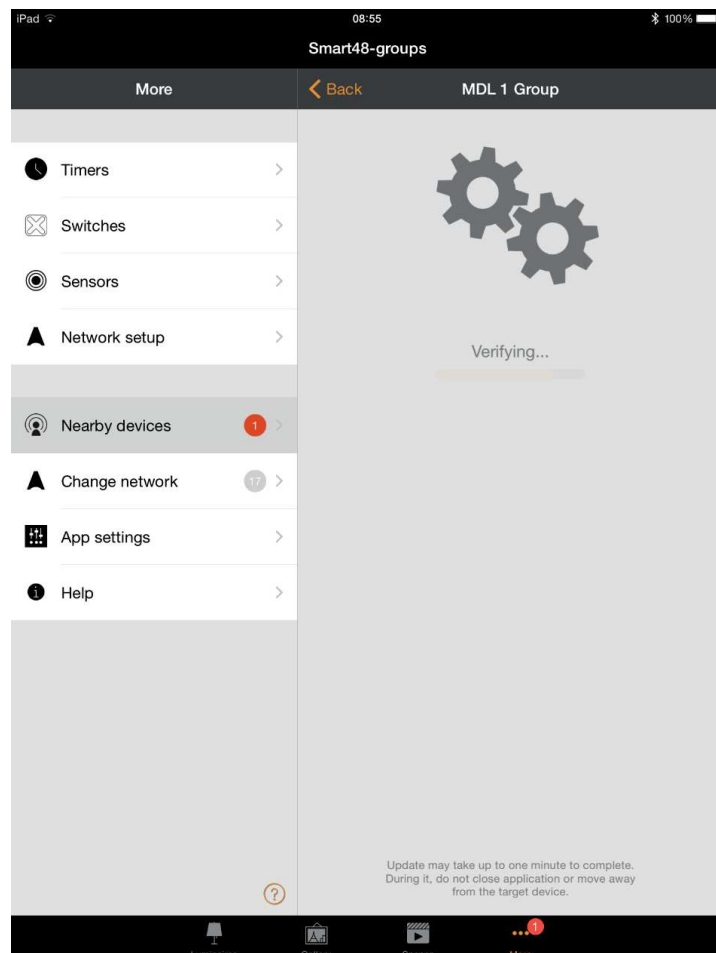 iPad 08:55 100%
Smart48-groups
More
Back MDL 1 Group
Timers
Switches
Sensors
Network setup
Verifying...
Nearby devices 1
Change network 17
App settings
Help
Update may take up to one minute to complete.
During it, do not close application or move away
from the target device.
?
1